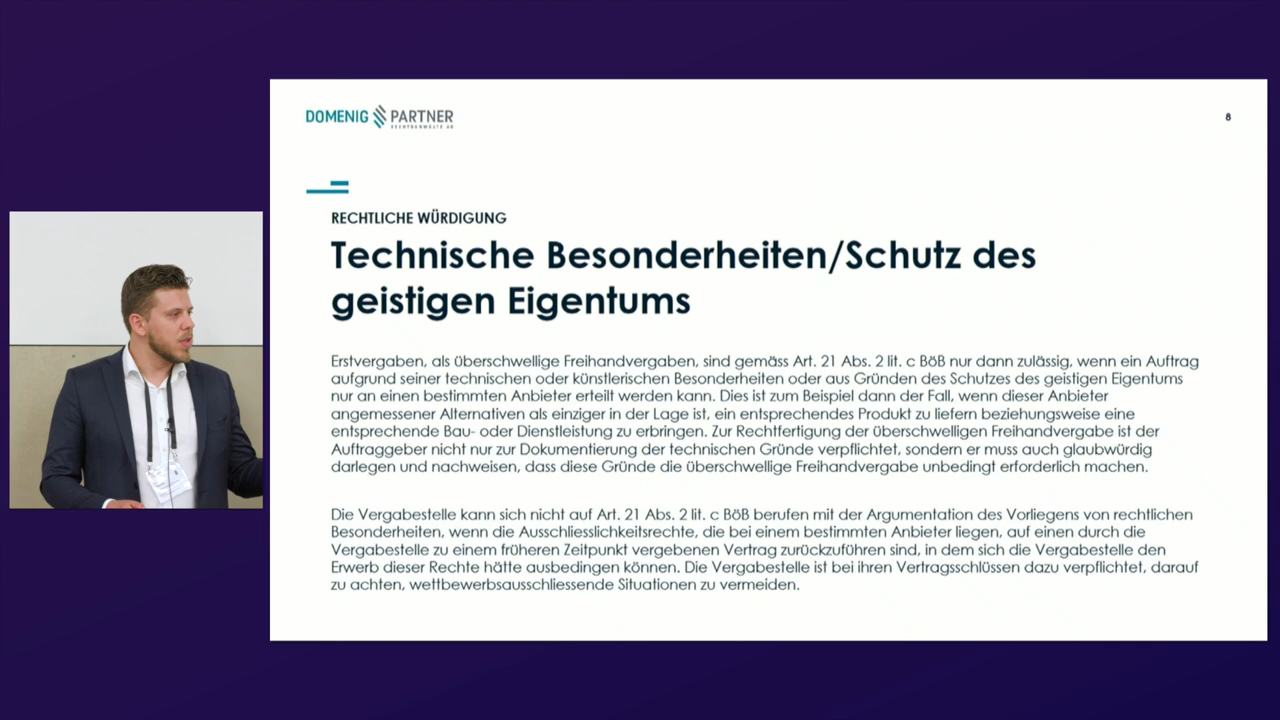 DOMENIG PARTNER
RECHTSANWÄLTE AG
8
RECHTLICHE WÜRDIGUNG
Technische Besonderheiten/Schutz des
geistigen Eigentums
Erstvergaben, als überschwellige Freihandvergaben, sind gemäss Art. 21 Abs. 2 lit. c BöB nur dann zulässig, wenn ein Auftrag
aufgrund seiner technischen oder künstlerischen Besonderheiten oder aus Gründen des Schutzes des geistigen Eigentums
nur an einen bestimmten Anbieter erteilt werden kann. Dies ist zum Beispiel dann der Fall, wenn dieser Anbieter
angemessener Alternativen als einziger in der Lage ist, ein entsprechendes Produkt zu liefern beziehungsweise eine
entsprechende Bau- oder Dienstleistung zu erbringen. Zur Rechtfertigung der überschwelligen Freihandvergabe ist der
Auftraggeber nicht nur zur Dokumentierung der technischen Gründe verpflichtet, sondern er muss auch glaubwürdig
darlegen und nachweisen, dass diese Gründe die überschwellige Freihandvergabe unbedingt erforderlich machen.
Die Vergabestelle kann sich nicht auf Art. 21 Abs. 2 lit. c BöB berufen mit der Argumentation des Vorliegens von rechtlichen
Besonderheiten, wenn die Ausschliesslichkeitsrechte, die bei einem bestimmten Anbieter liegen, auf einen durch die
Vergabestelle zu einem früheren Zeitpunkt vergebenen Vertrag zurückzuführen sind, in dem sich die Vergabestelle den
Erwerb dieser Rechte hätte ausbedingen können. Die Vergabestelle ist bei ihren Vertragsschlüssen dazu verpflichtet, darauf
zu achten, wettbewerbsausschliessende Situationen zu vermeiden.